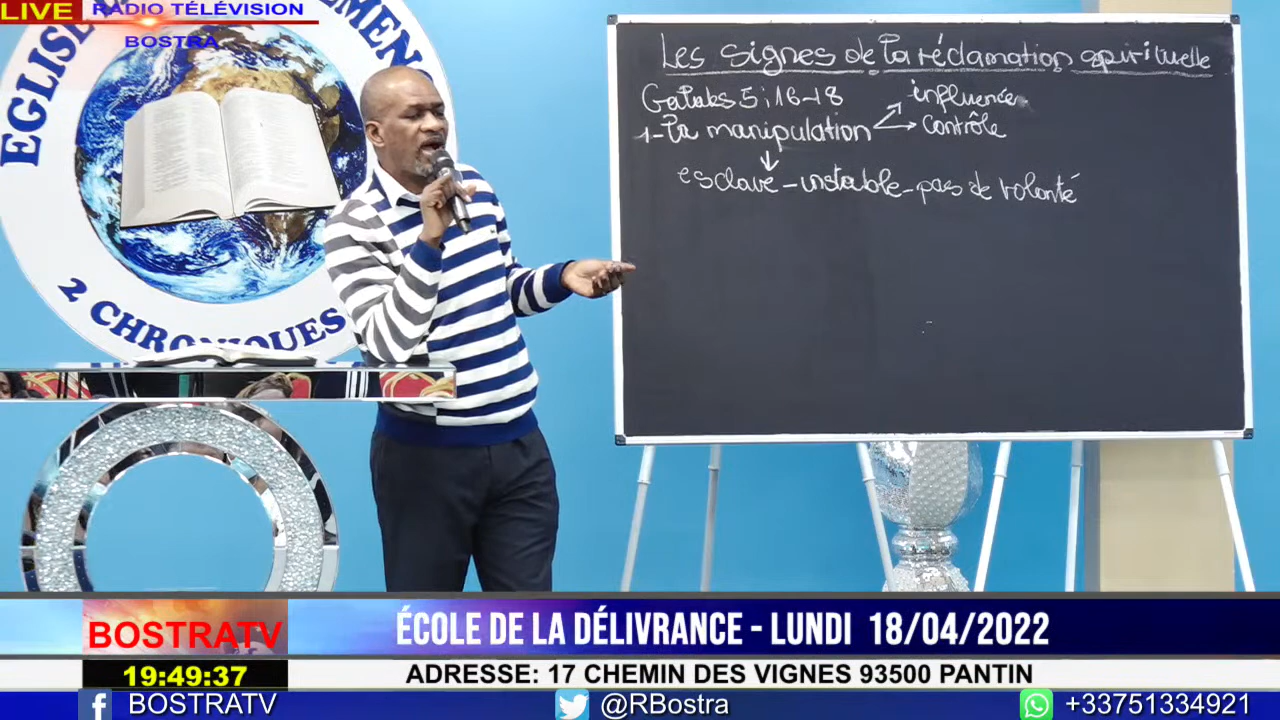 LIVE
RADIO TÉLÉVISION
BOSTRA
EGLISE
2 CHRONIQUES
Les signes de la réclamation spirituelle
Galates 5:16-18
influence
1- la manipulation
contrôle
esclave - instable - pas de volonté
BOSTRATV
ÉCOLE DE LA DÉLIVRANCE - LUNDI 18/04/2022
19:49:37
ADRESSE: 17 CHEMIN DES VIGNES 93500 PANTIN
BOSTRATV
@RBostra
+33751334921